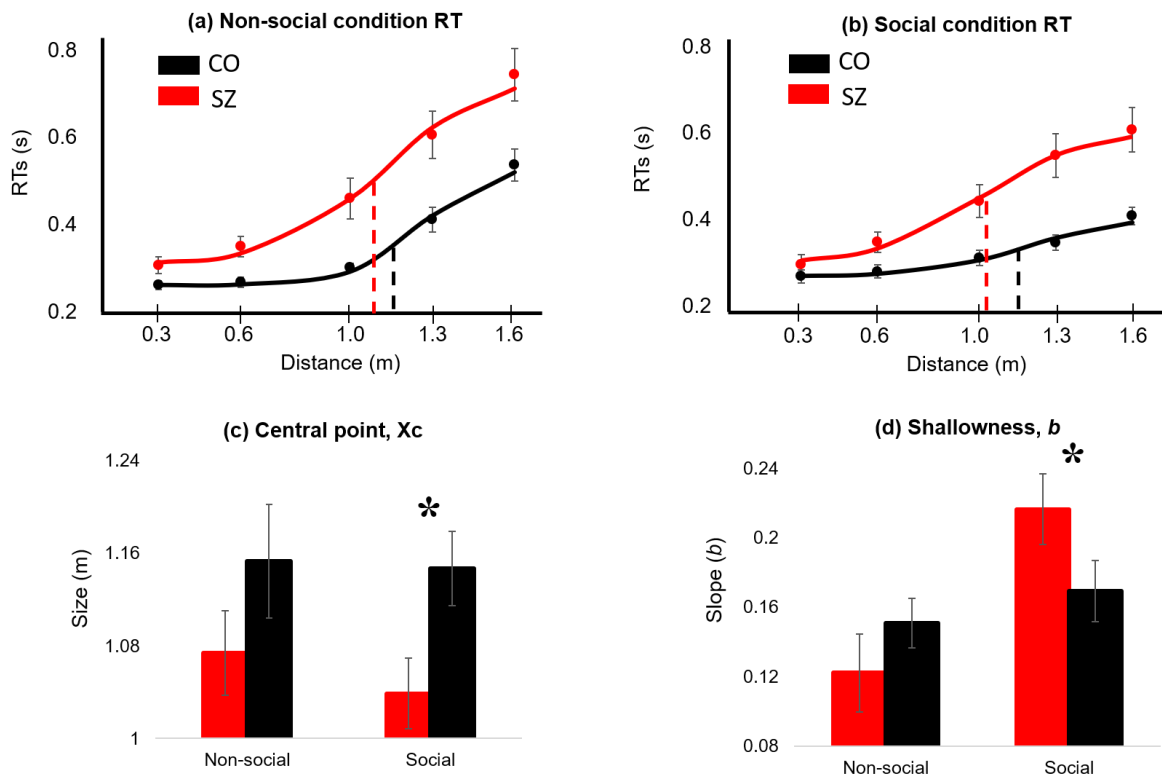 (a) Non-social condition RT
0.8
0.6
0.4
0.2
RTs (s)
CO
SZ
0.3 0.6 1.0 1.3 1.6
Distance (m)
(b) Social condition RT
0.8
0.6
0.4
0.2
RTs (s)
CO
SZ
0.3 0.6 1.0 1.3 1.6
Distance (m)
(c) Central point, Xc
1.24
1.16
1.08
1
Size (m)
*
Non-social Social
(d) Shallowness, b
0.24
0.2
0.16
0.12
0.08
Slope (b)
*
Non-social Social